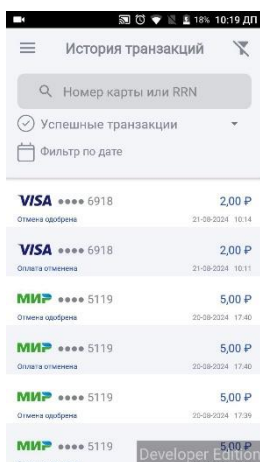 18% 10:19 ДП
История транзакций
Номер карты или RRN
Успешные транзакции
Фильтр по дате
VISA •••• 6918 2,00 ₽
Отмена одобрена 21-08-2024 10:14
VISA •••• 6918 2,00 ₽
Оплата отменена 21-08-2024 10:11
МИР •••• 5119 5,00 ₽
Отмена одобрена 20-08-2024 17:40
МИР •••• 5119 5,00 ₽
Оплата отменена 20-08-2024 17:40
МИР •••• 5119 5,00 ₽
Отмена одобрена 20-08-2024 17:39
МИР •••• 5119 5,00 ₽
Developer Edition